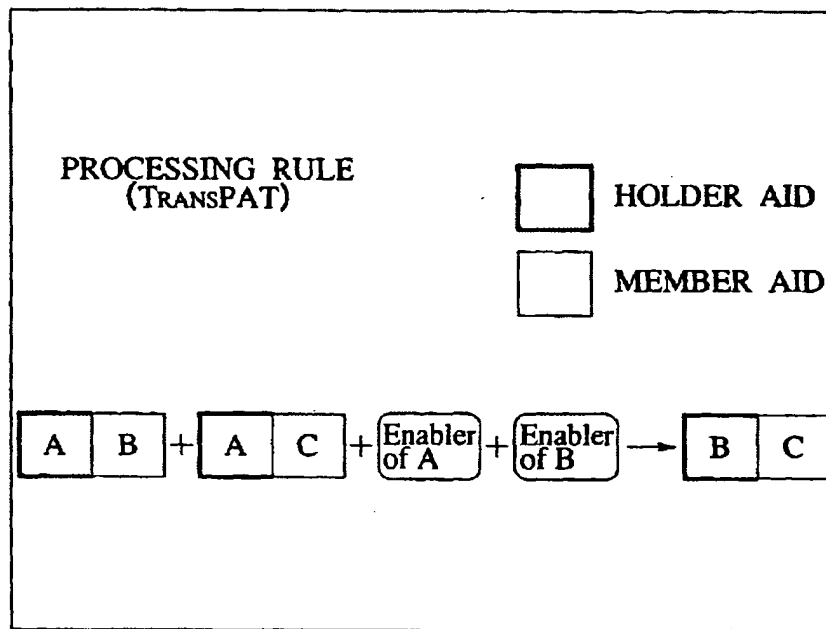 PROCESSING RULE
(TRANSPAT)
HOLDER AID
MEMBER AID
A B + A C + Enabler of A + Enabler of B → B C